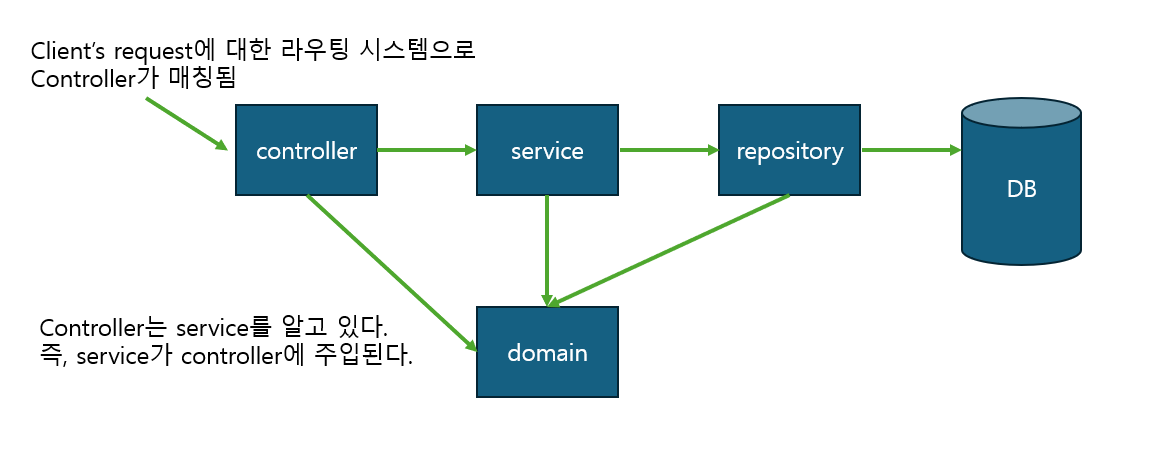 Client’s request에 대한 라우팅 시스템으로
Controller가 매칭됨
controller
service
repository
DB
Controller는 service를 알고 있다.
즉, service가 controller에 주입된다.
domain